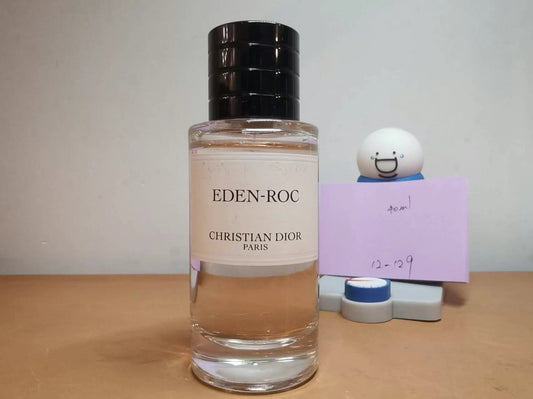 EDEN-ROC
CHRISTIAN DIOR
PARIS
40ml
12-129